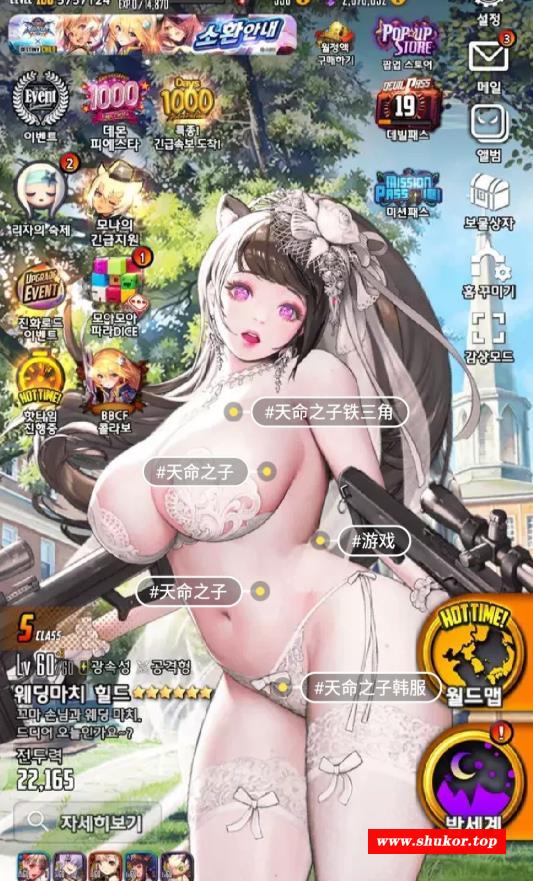 설정
소환안내
DESTINY CHILD
월정액
구매하기
POPUP
STORE
팝업 스토어
3
메일
Event
이벤트
1000
데몬
피에스타
Days
1000
특종!
긴급속보 도착!
DEVIL PASS
19
데빌패스
앨범
2
리자의 숙제
모나의
긴급지원
MISSION
PASS
미션패스
보물상자
UPGRADE
EVENT
진화로드
이벤트
1
모아모아
파라DICE
홈 꾸미기
감상모드
HOT TIME!
핫타임
진행중
BBCF
콜라보
#天命之子铁三角
#天命之子
#游戏
#天命之子
#天命之子韩服
5 CLASS
Lv 60/60 광속성 공격형
웨딩마치 힐드
꼬마 손님과 웨딩 마치,
드디어 오늘인가요~?
전투력
22,165
자세히보기
HOT TIME!
월드맵
!
밤세계
www.shukor.top